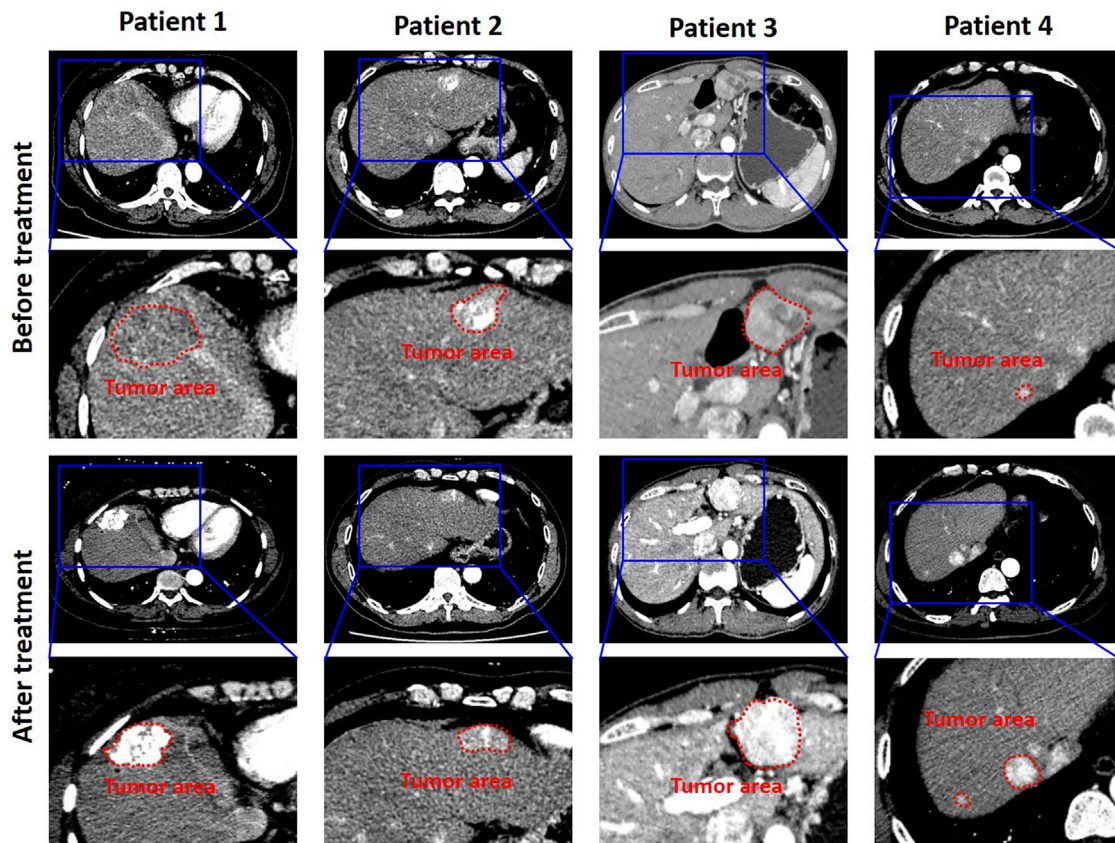 Patient 1
Patient 2
Patient 3
Patient 4
Before treatment
Tumor area
Tumor area
Tumor area
Tumor area
After treatment
Tumor area
Tumor area
Tumor area
Tumor area